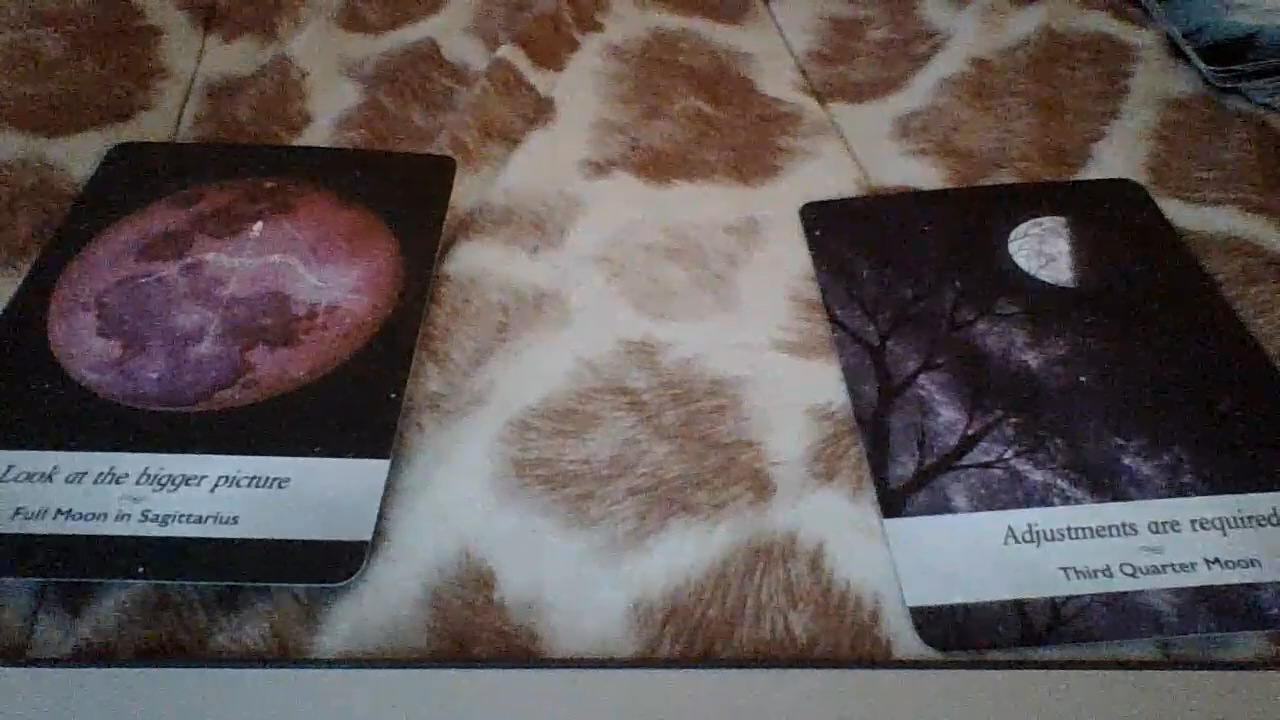 Look at the bigger picture
Full Moon in Sagittarius
Adjustments are required
Third Quarter Moon